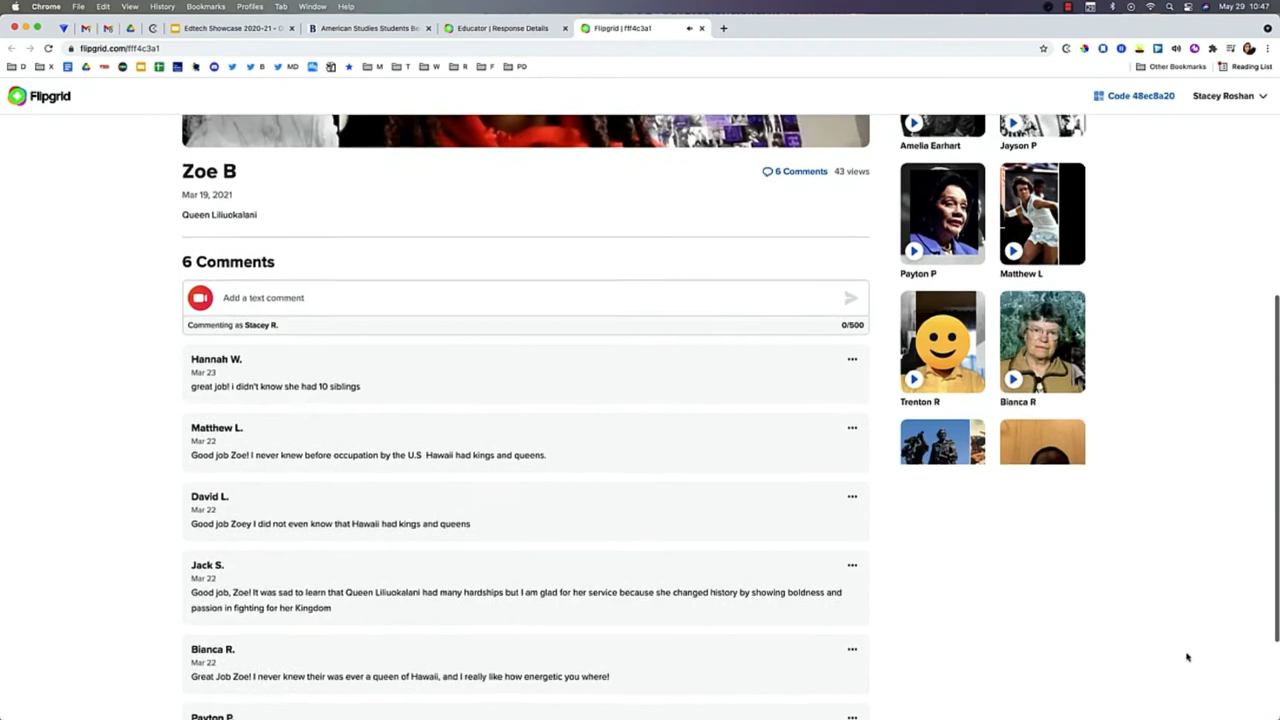 Chrome File Edit View History Bookmarks Profiles Tab Window Help May 29 10:47
Edtech Showcase 2020-21 - G American Studies Students Be Educator | Response Details Flipgrid | fff4c3a1
flipgrid.com/fff4c3a1
D X B MD M T W R F PD Other Bookmarks Reading List
Flipgrid Code 48ec8a20 Stacey Roshan
Amelia Earhart Jayson P
Zoe B
6 Comments 43 views
Mar 19, 2021
Queen Liliuokalani
Payton P Matthew L
6 Comments
Add a text comment
Commenting as Stacey R. 0/500
Hannah W.
Mar 23
great job! i didn't know she had 10 siblings
Trenton R Bianca R
Matthew L.
Mar 22
Good job Zoe! I never knew before occupation by the U.S Hawaii had kings and queens.
David L.
Mar 22
Good job Zoey I did not even know that Hawaii had kings and queens
Jack S.
Mar 22
Good job, Zoe! It was sad to learn that Queen Liliuokalani had many hardships but I am glad for her service because she changed history by showing boldness and
passion in fighting for her Kingdom
Bianca R.
Mar 22
Great Job Zoe! I never knew their was ever a queen of Hawaii, and I really like how energetic you where!
Payton P.